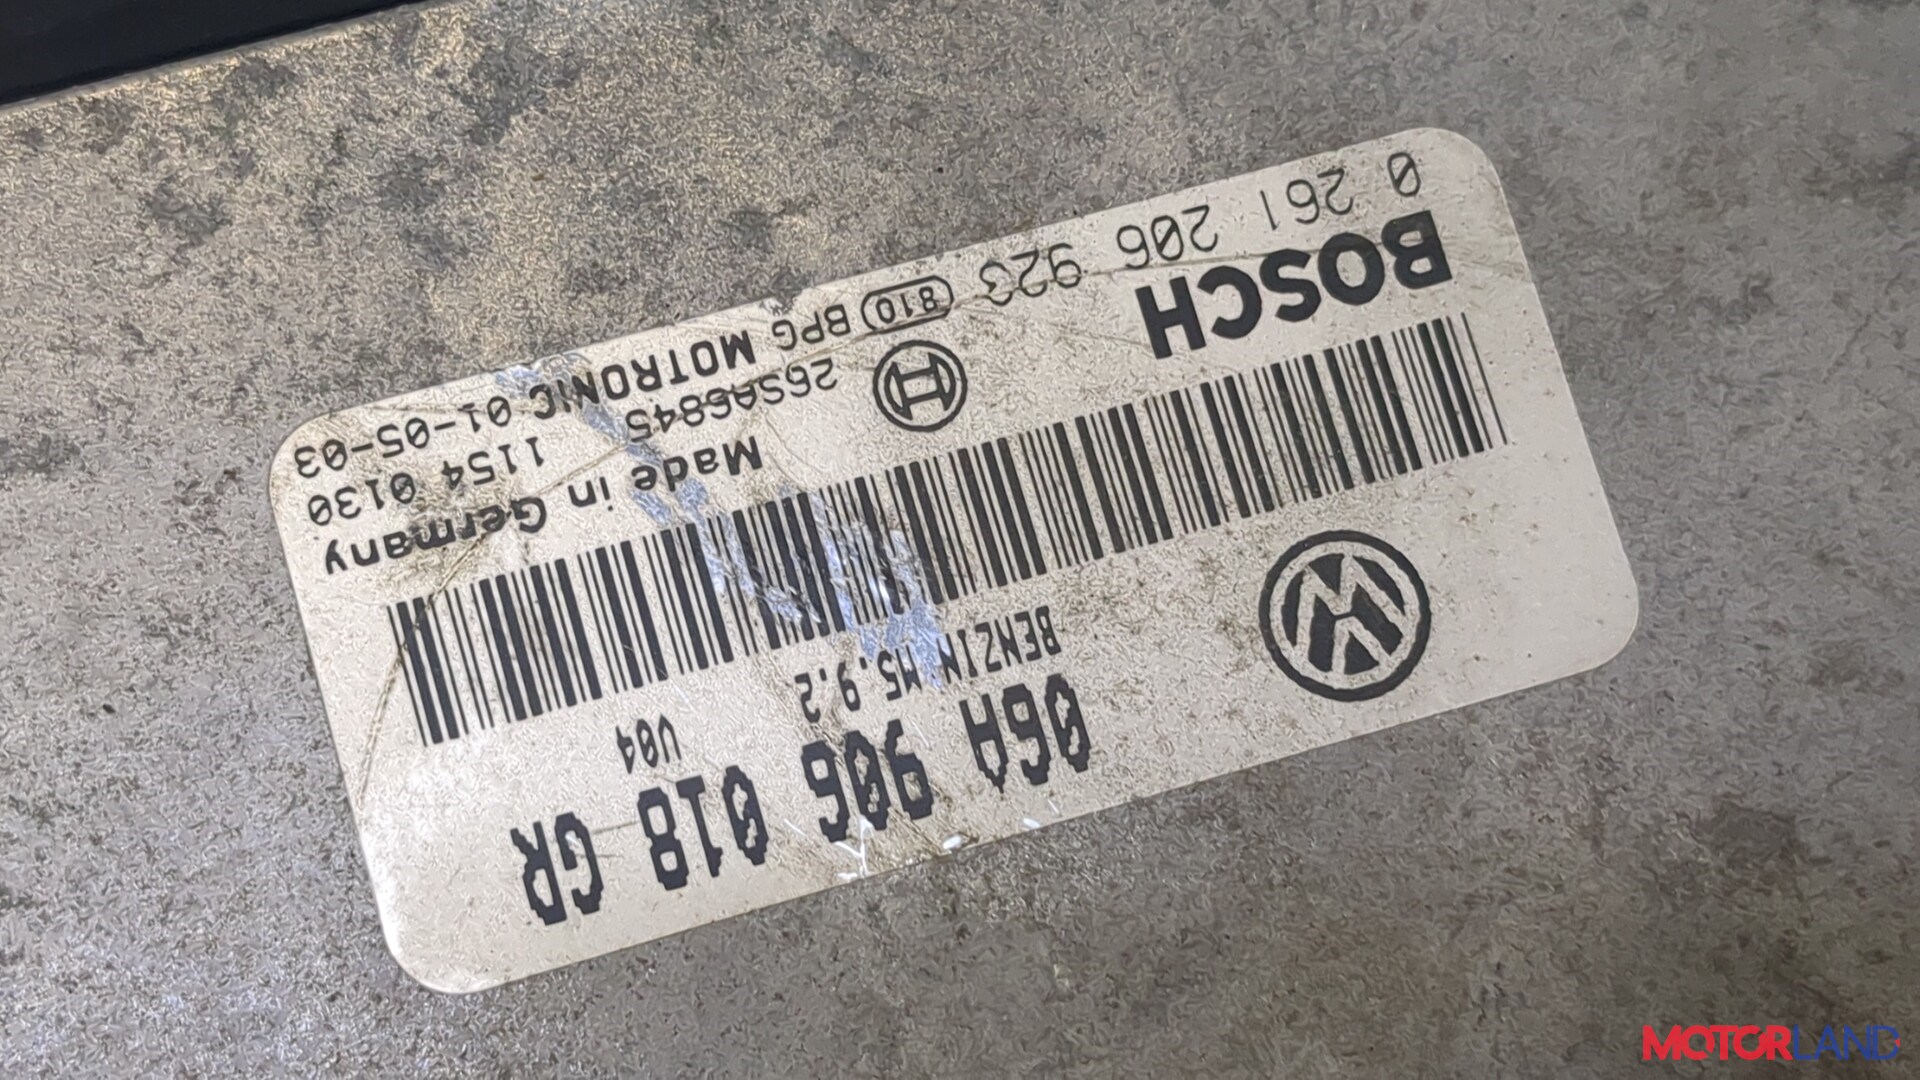 06A 906 018 GR
BENZIN M5.9.2 V04
BOSCH
Made in Germany
26SA6845 1154 0130
0 261 206 923 810 BPG MOTRONIC 01-05-03
MOTORLAND